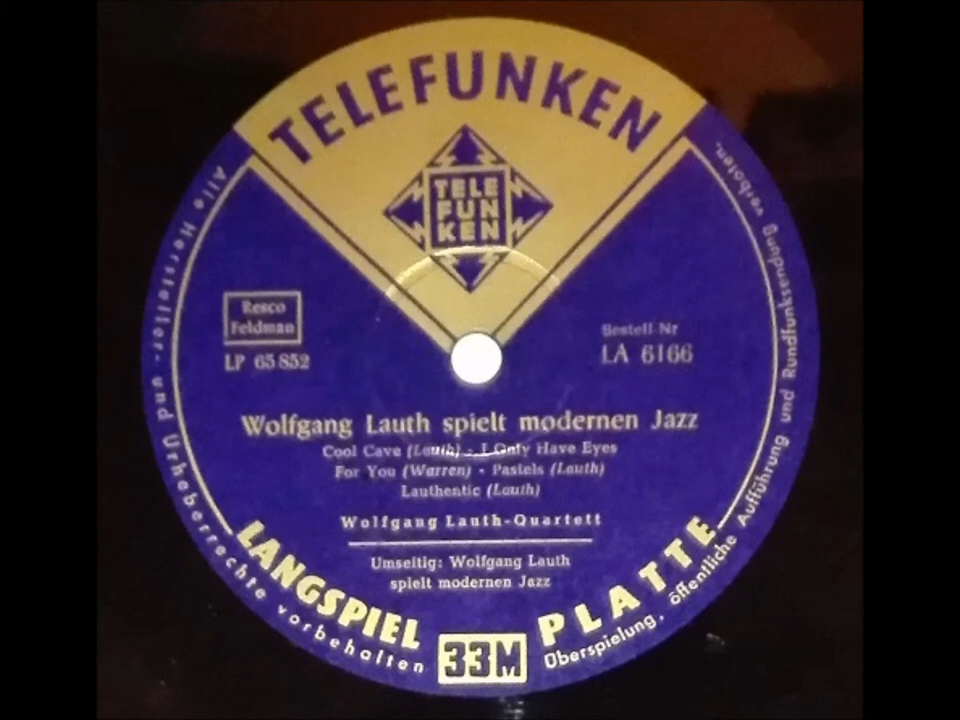 TELEFUNKEN
TELE
FUN
KEN
Resco
Feldman
LP 65852
Bestell Nr
LA 6166
Wolfgang Lauth spielt modernen Jazz
Cool Cave (Lauth) - I Only Have Eyes
For You (Warren) - Pastels (Lauth)
Lauthentic (Lauth)
Wolfgang Lauth-Quartett
Umseitig: Wolfgang Lauth
spielt modernen Jazz
LANGSPIEL PLATTE
33M
Alle Hersteller- und Urheberrechte vorbehalten
Überspielung, öffentliche Aufführung und Rundfunksendung verboten.